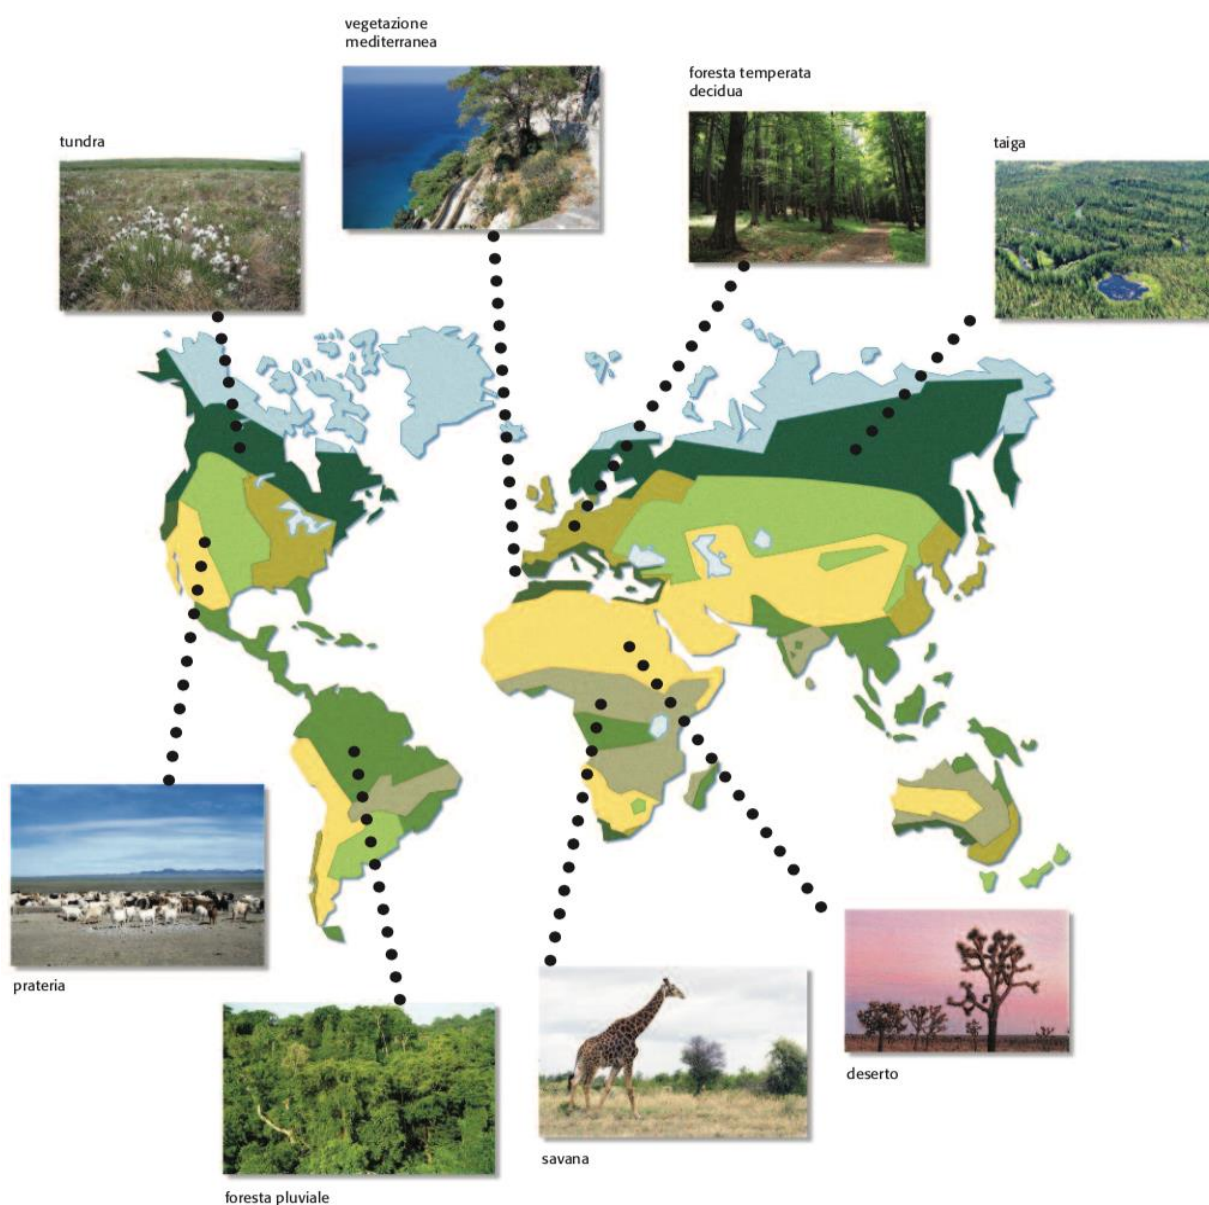 vegetazione
mediterranea
foresta temperata
decidua
tundra
taiga
prateria
deserto
savana
foresta pluviale